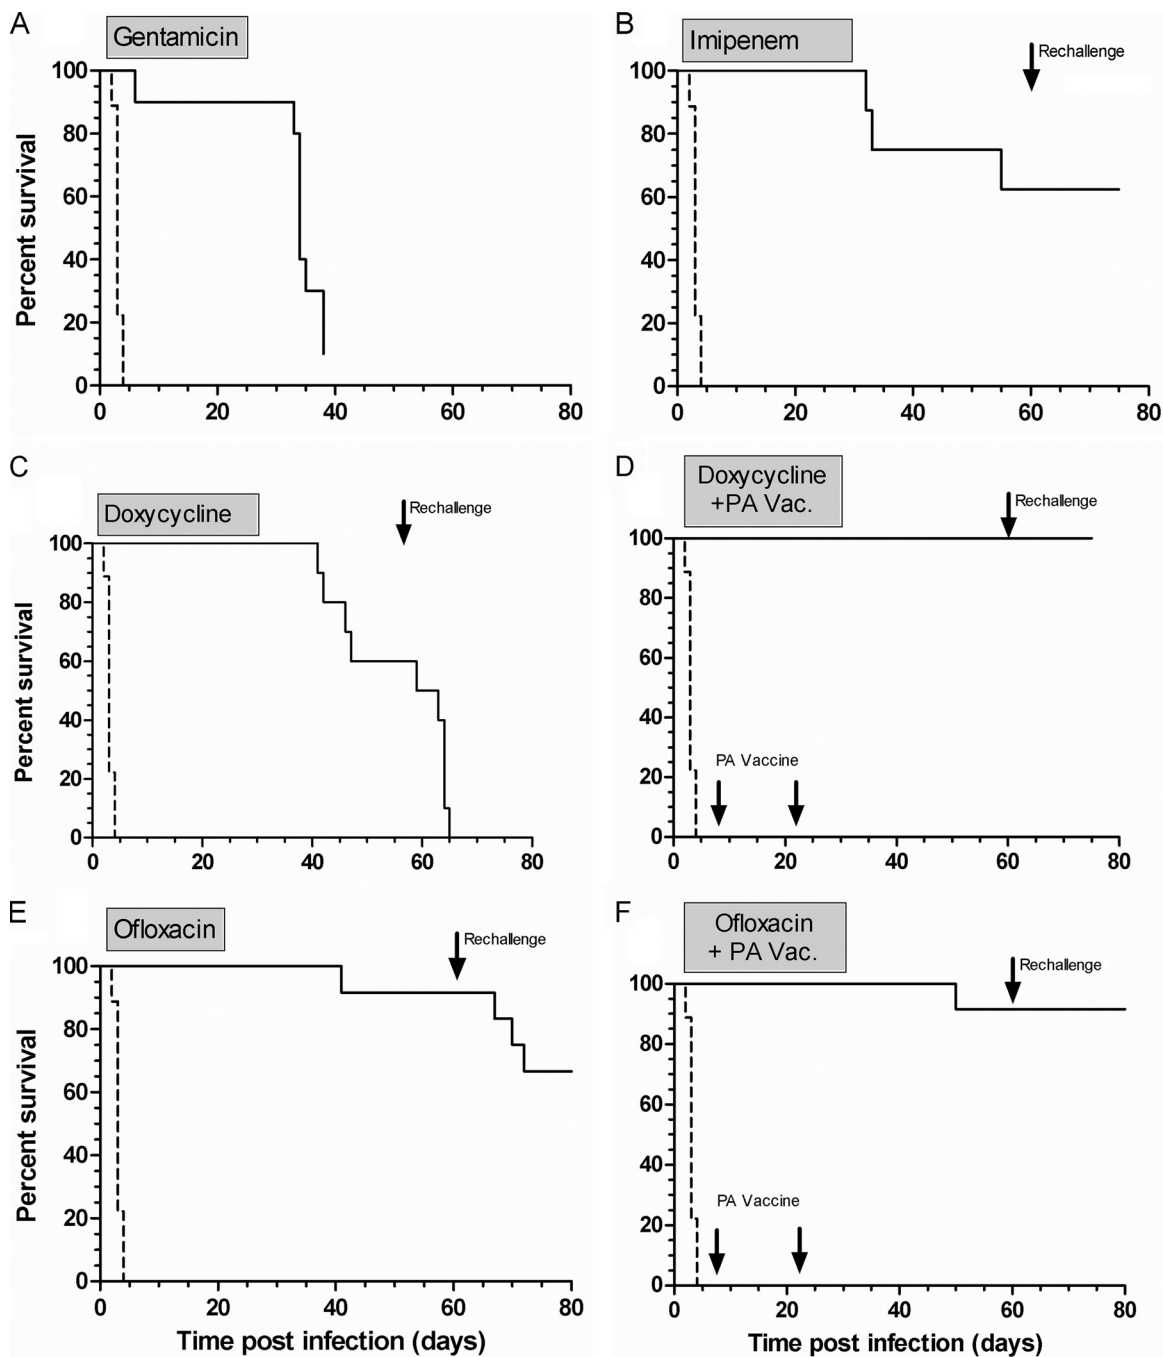 A
Gentamicin
100
80
60
40
20
0
Percent survival
0 20 40 60 80
B
Imipenem
Rechallenge
100
80
60
40
20
0
0 20 40 60 80
C
Doxycycline
Rechallenge
100
80
60
40
20
0
Percent survival
0 20 40 60 80
D
Doxycycline
+PA Vac.
Rechallenge
100
80
60
40
20
0
PA Vaccine
0 20 40 60 80
E
Ofloxacin
Rechallenge
100
80
60
40
20
0
Percent survival
0 20 40 60 80
Time post infection (days)
F
Ofloxacin
+ PA Vac.
Rechallenge
100
80
60
40
20
0
PA Vaccine
0 20 40 60 80
Time post infection (days)